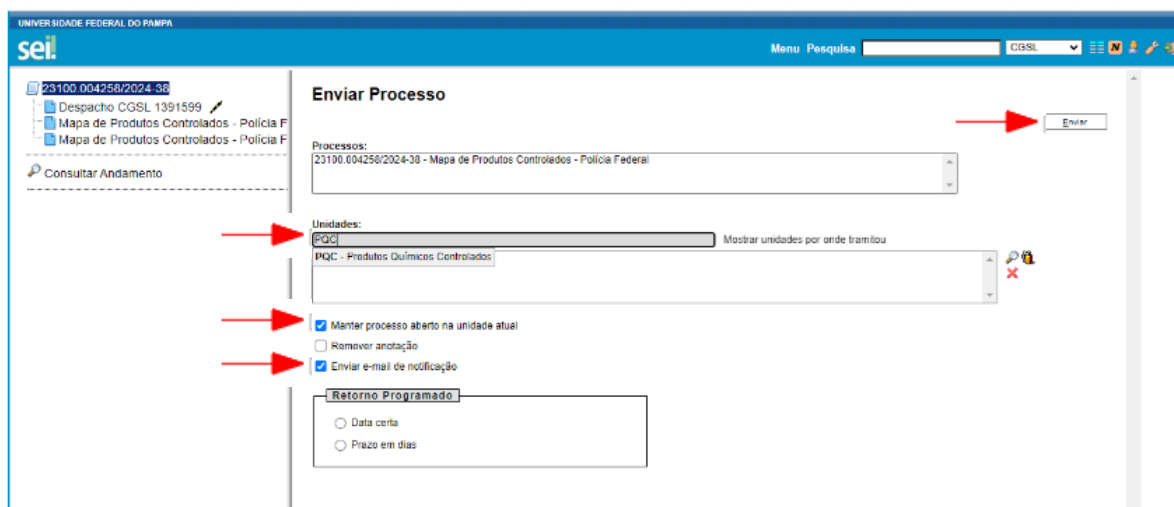 UNIVERSIDADE FEDERAL DO PAMPA
sei!
Menu Pesquisa
CGSL
23100.004258/2024-38
Despacho CGSL 1391599
Mapa de Produtos Controlados - Polícia F
Mapa de Produtos Controlados - Polícia F
Consultar Andamento
Enviar Processo
Enviar
Processos:
23100.004258/2024-38 - Mapa de Produtos Controlados - Polícia Federal
Unidades:
PQC
Mostrar unidades por onde tramitou
PQC - Produtos Químicos Controlados
Manter processo aberto na unidade atual
Remover anotação
Enviar e-mail de notificação
Retorno Programado
Data certa
Prazo em dias